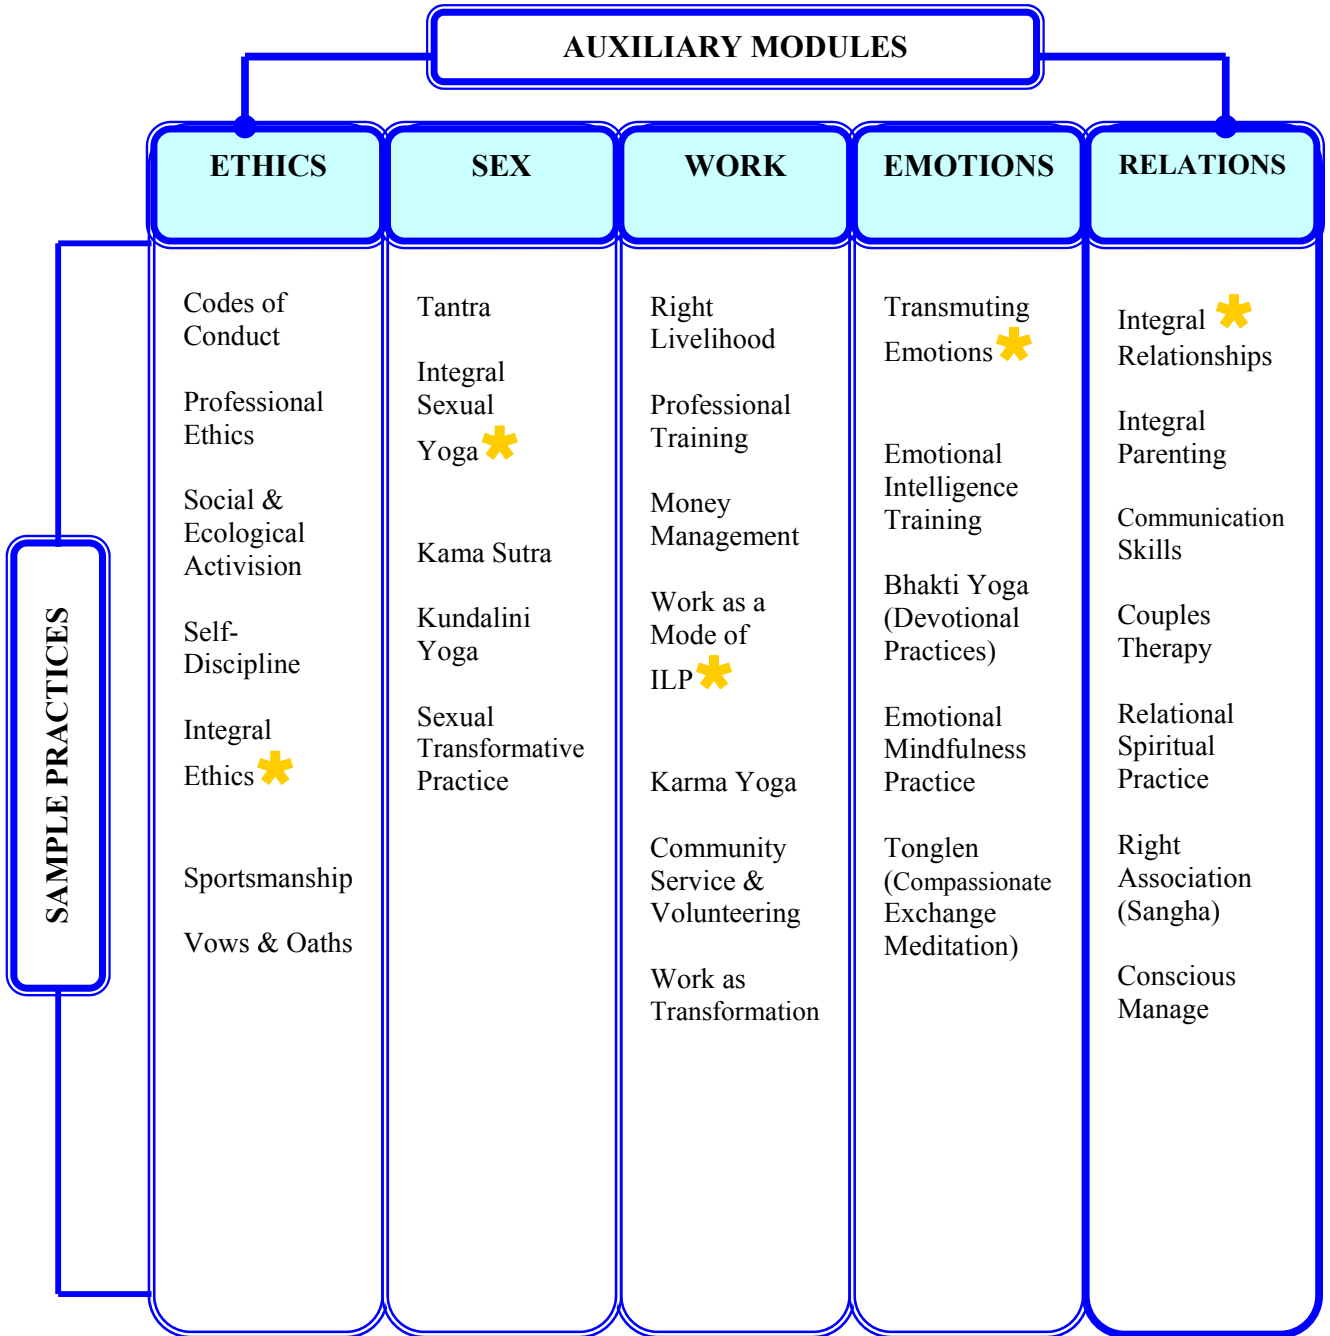 AUXILIARY MODULES
ETHICS
SEX
WORK
EMOTIONS
RELATIONS
SAMPLE PRACTICES
Codes of
Conduct
Professional
Ethics
Social &
Ecological
Activision
Self-
Discipline
Integral
Ethics *
Sportsmanship
Vows & Oaths
Tantra
Integral
Sexual
Yoga *
Kama Sutra
Kundalini
Yoga
Sexual
Transformative
Practice
Right
Livelihood
Professional
Training
Money
Management
Work as a
Mode of
ILP *
Karma Yoga
Community
Service &
Volunteering
Work as
Transformation
Transmuting
Emotions *
Emotional
Intelligence
Training
Bhakti Yoga
(Devotional
Practices)
Emotional
Mindfulness
Practice
Tonglen
(Compassionate
Exchange
Meditation)
Integral *
Relationships
Integral
Parenting
Communication
Skills
Couples
Therapy
Relational
Spiritual
Practice
Right
Association
(Sangha)
Conscious
Manage